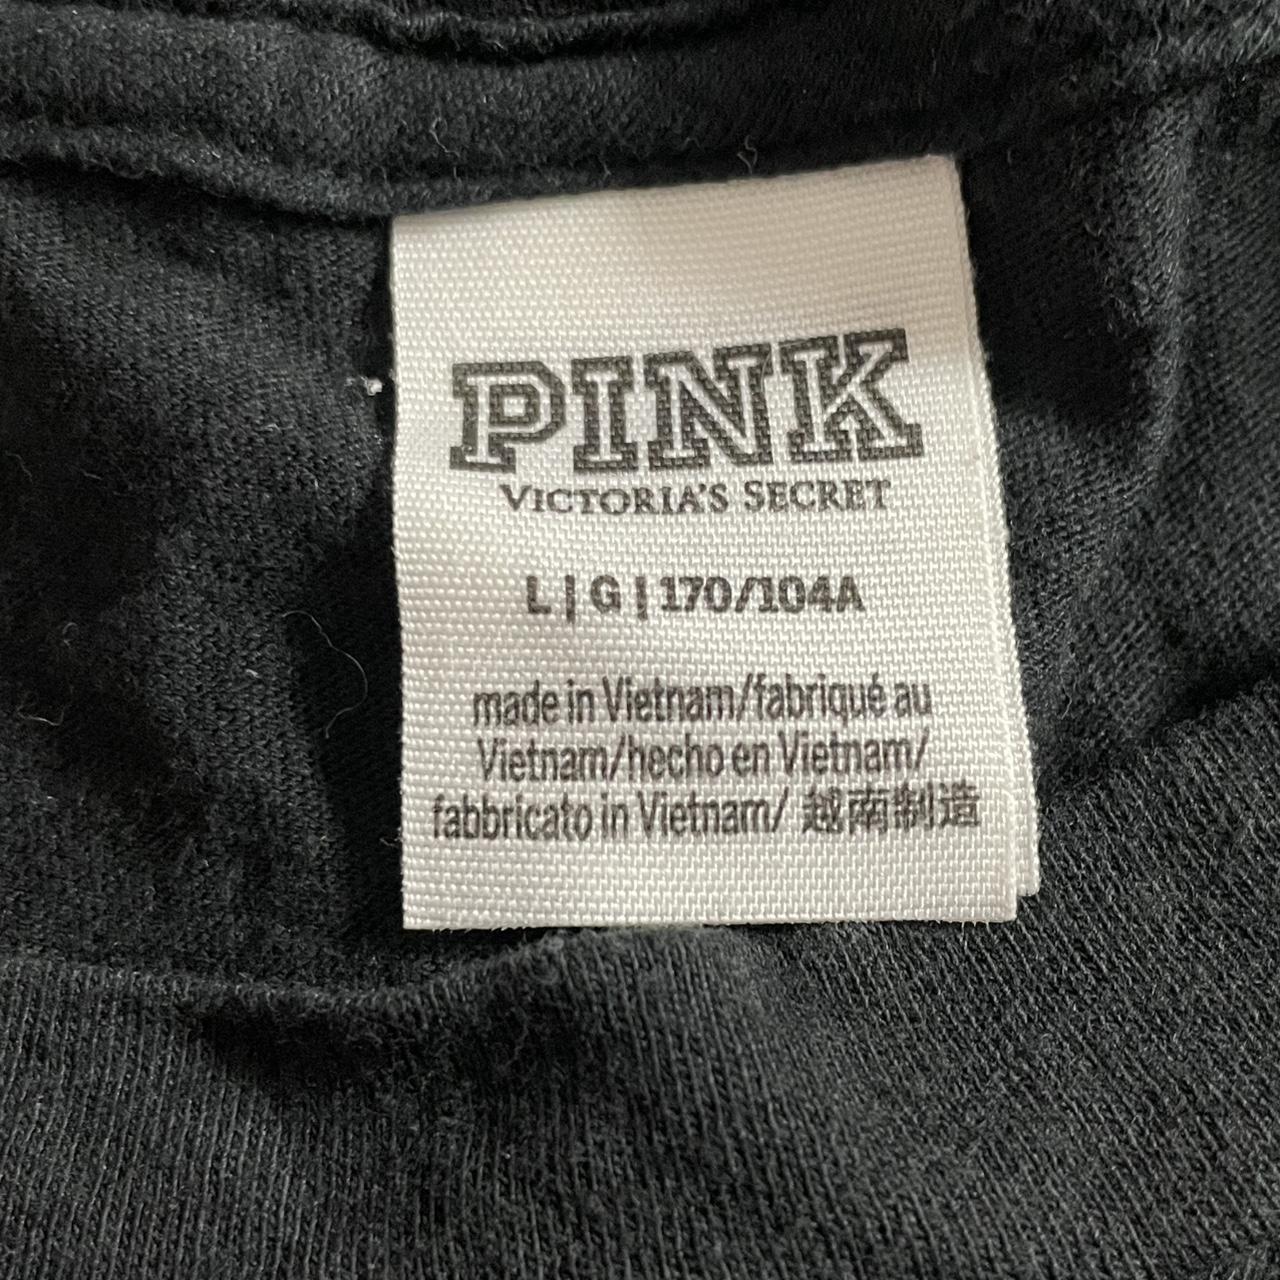 PINK
VICTORIA'S SECRET
L | G | 170/104A
made in Vietnam/fabriqué au
Vietnam/hecho en Vietnam/
fabbricato in Vietnam/ 越南制造